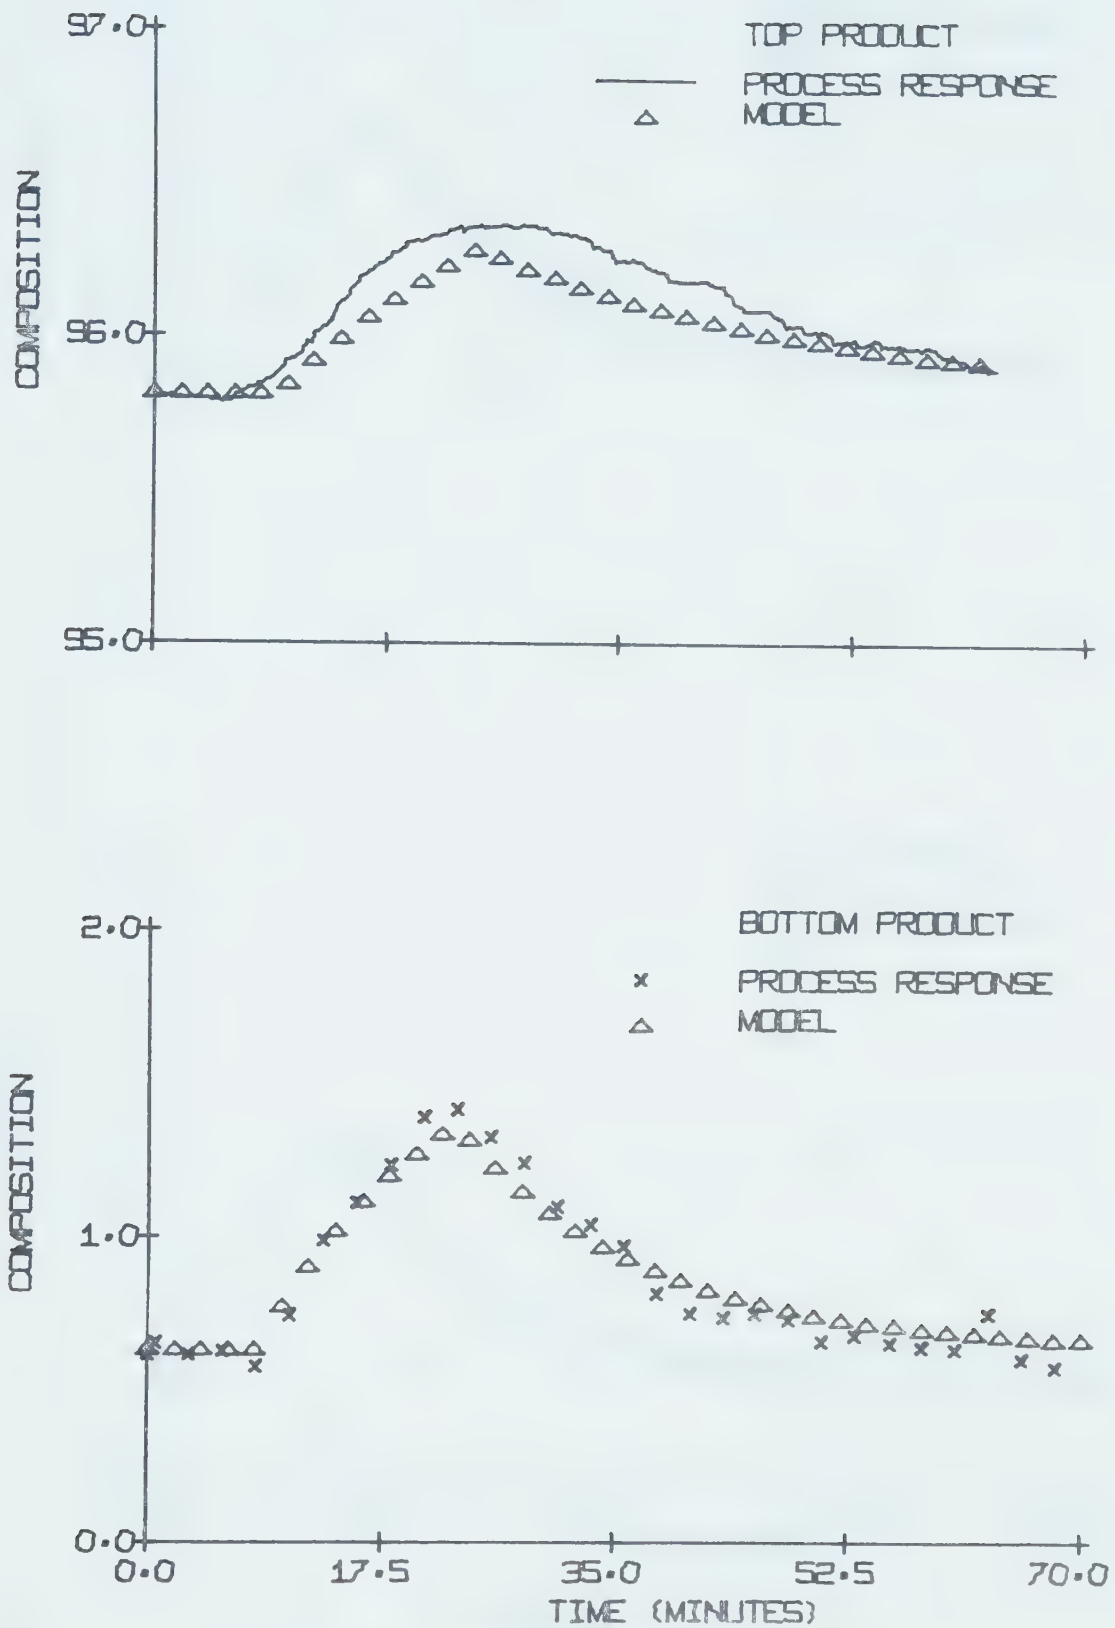 97.0
TOP PRODUCT
PROCESS RESPONSE
MODEL
COMPOSITION
96.0
95.0
2.0
BOTTOM PRODUCT
PROCESS RESPONSE
MODEL
COMPOSITION
1.0
0.0
0.0 17.5 35.0 52.5 70.0
TIME (MINUTES)